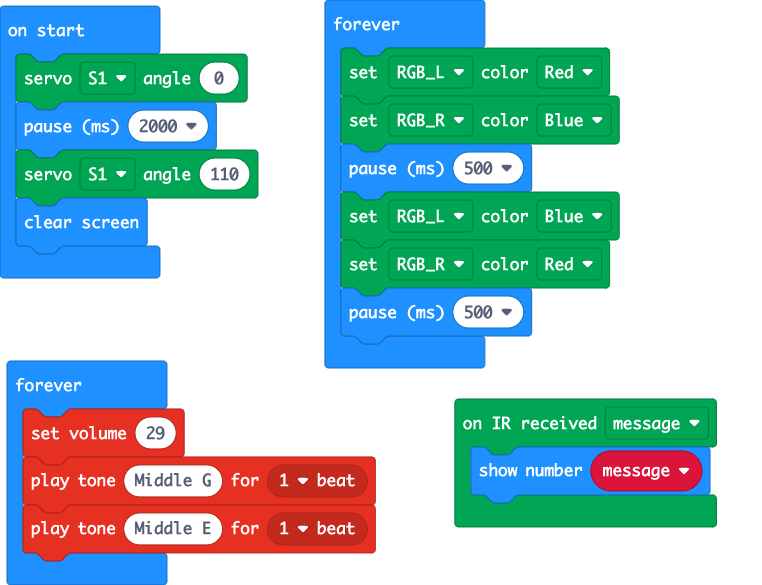 on start
servo S1 angle 0
pause (ms) 2000
servo S1 angle 110
clear screen
forever
set RGB_L color Red
set RGB_R color Blue
pause (ms) 500
set RGB_L color Blue
set RGB_R color Red
pause (ms) 500
forever
set volume 29
play tone Middle G for 1 beat
play tone Middle E for 1 beat
on IR received message
show number message